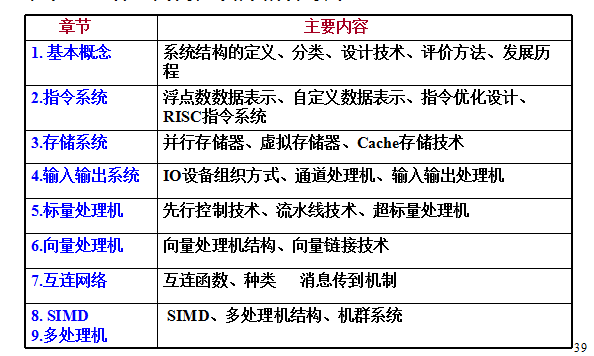 章节 主要内容
1. 基本概念 系统结构的定义、分类、设计技术、评价方法、发展历
程
2.指令系统 浮点数数据表示、自定义数据表示、指令优化设计、
RISC指令系统
3.存储系统 并行存储器、虚拟存储器、Cache存储技术
4.输入输出系统 IO设备组织方式、通道处理机、输入输出处理机
5.标量处理机 先行控制技术、流水线技术、超标量处理机
6.向量处理机 向量处理机结构、向量链接技术
7.互连网络 互连函数、种类 消息传到机制
8. SIMD SIMD、多处理机结构、机群系统
9.多处理机
39